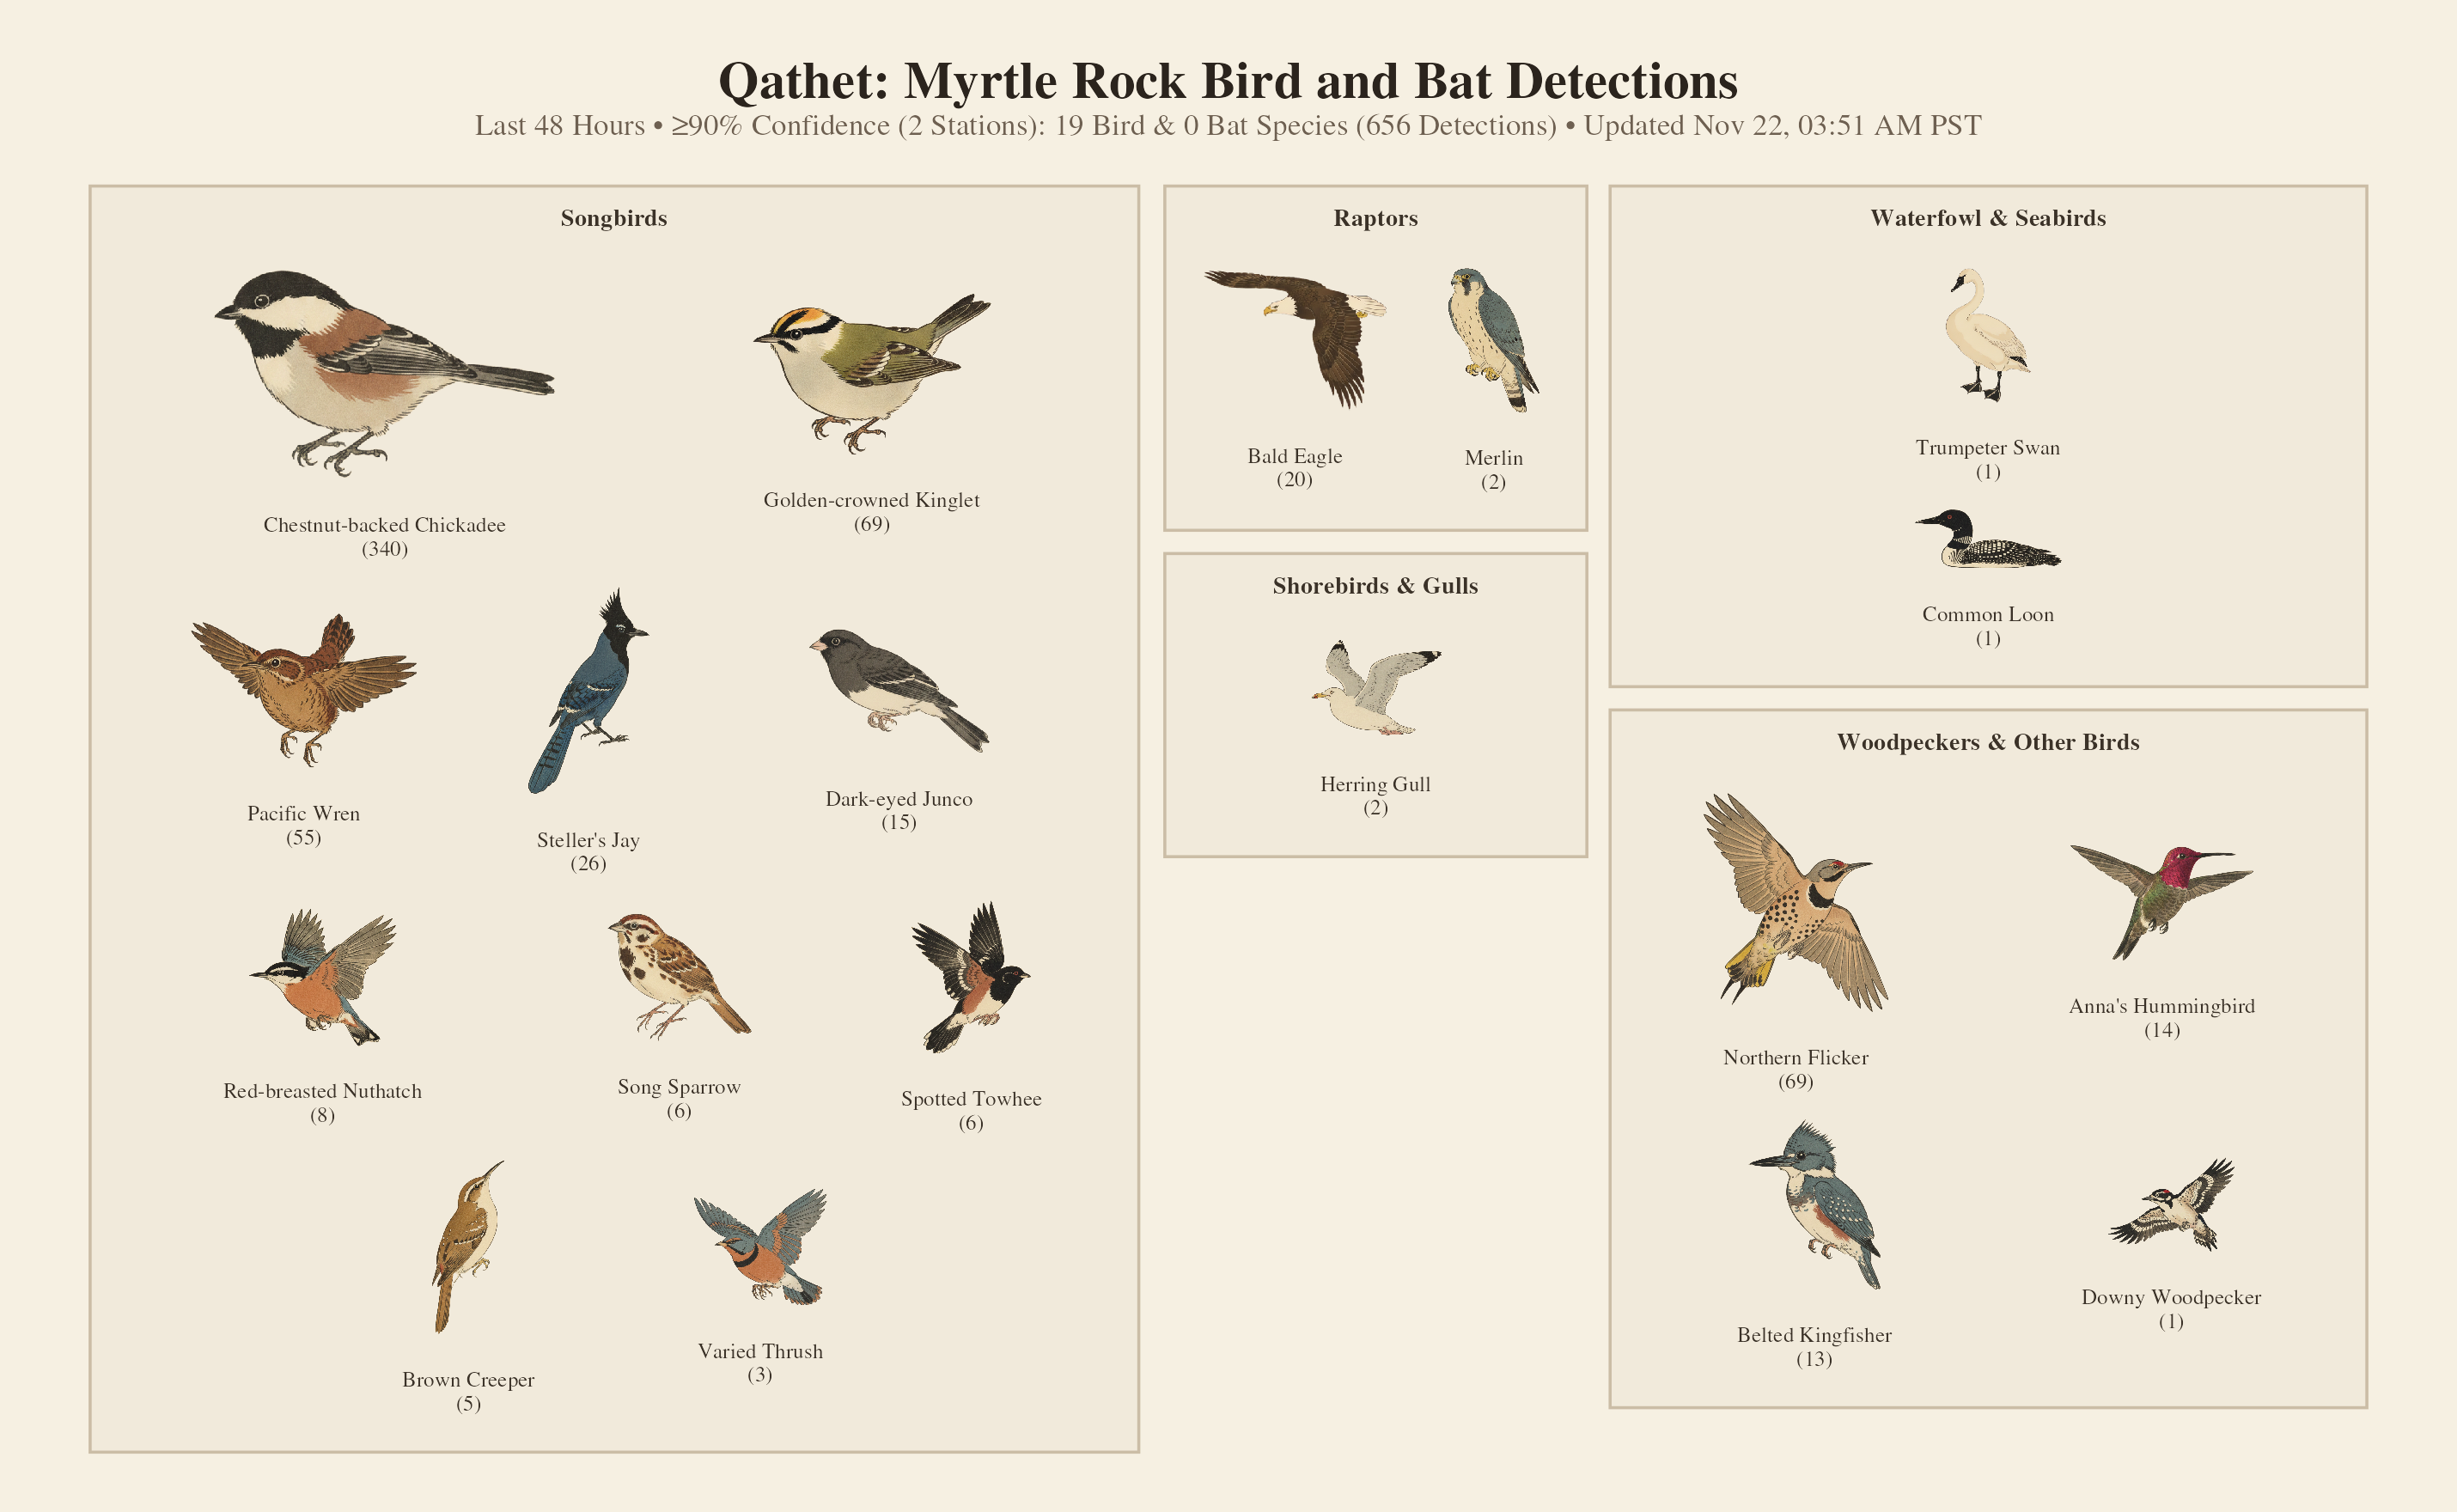 Qathet: Myrtle Rock Bird and Bat Detections
Last 48 Hours • ≥90% Confidence (2 Stations): 19 Bird & 0 Bat Species (656 Detections) • Updated Nov 22, 03:51 AM PST
Songbirds
Chestnut-backed Chickadee
(340)
Golden-crowned Kinglet
(69)
Pacific Wren
(55)
Steller's Jay
(26)
Dark-eyed Junco
(15)
Red-breasted Nuthatch
(8)
Song Sparrow
(6)
Spotted Towhee
(6)
Brown Creeper
(5)
Varied Thrush
(3)
Raptors
Bald Eagle
(20)
Merlin
(2)
Shorebirds & Gulls
Herring Gull
(2)
Waterfowl & Seabirds
Trumpeter Swan
(1)
Common Loon
(1)
Woodpeckers & Other Birds
Northern Flicker
(69)
Anna's Hummingbird
(14)
Belted Kingfisher
(13)
Downy Woodpecker
(1)